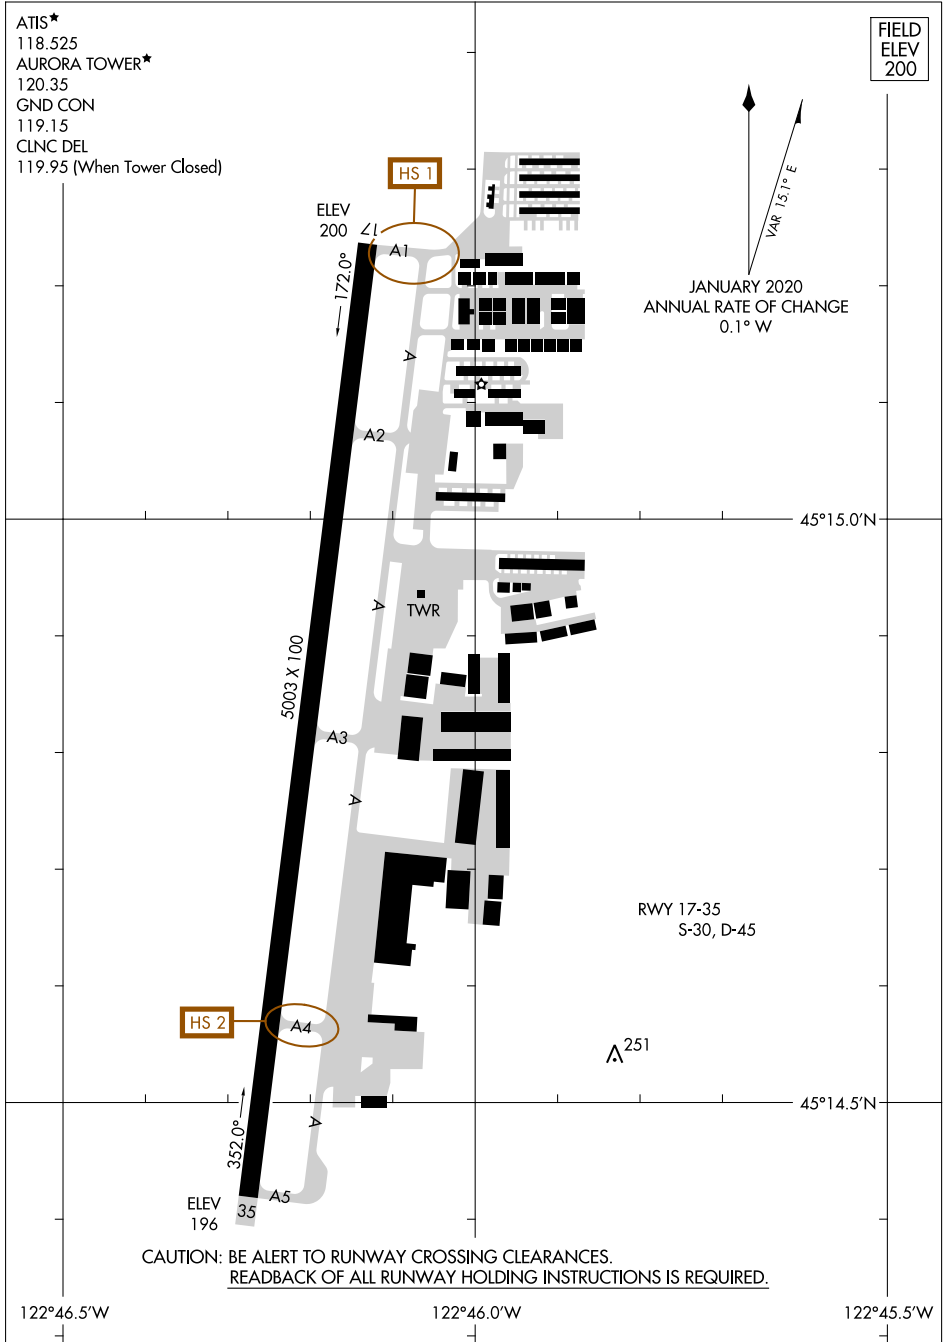 ATIS★
118.525
AURORA TOWER★
120.35
GND CON
119.15
CLNC DEL
119.95 (When Tower Closed)
FIELD
ELEV
200
VAR 15.1° E
JANUARY 2020
ANNUAL RATE OF CHANGE
0.1° W
HS 1
ELEV
200
17
A1
172.0°
A
A2
45°15.0'N
A
TWR
5003 X 100
A3
A
RWY 17-35
S-30, D-45
HS 2
A4
251
45°14.5'N
352.0°
A
A5
ELEV
196
35
CAUTION: BE ALERT TO RUNWAY CROSSING CLEARANCES.
READBACK OF ALL RUNWAY HOLDING INSTRUCTIONS IS REQUIRED.
122°46.5'W
122°46.0'W
122°45.5'W